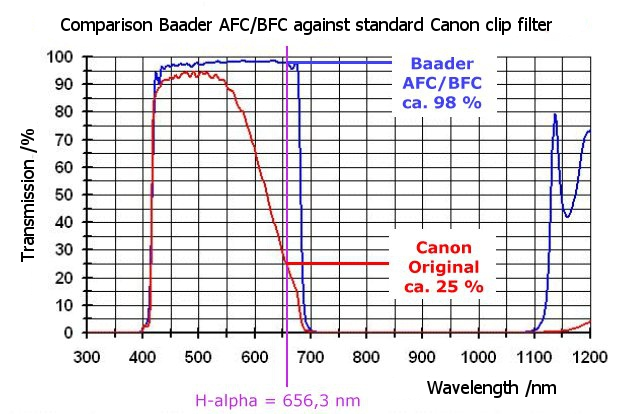 Comparison Baader AFC/BFC against standard Canon clip filter
Transmission /%
100
90
80
70
60
50
40
30
20
10
0
Baader
AFC/BFC
ca. 98 %
Canon
Original
ca. 25 %
300 400 500 600 700 800 900 1000 1100 1200
H-alpha = 656,3 nm
Wavelength /nm